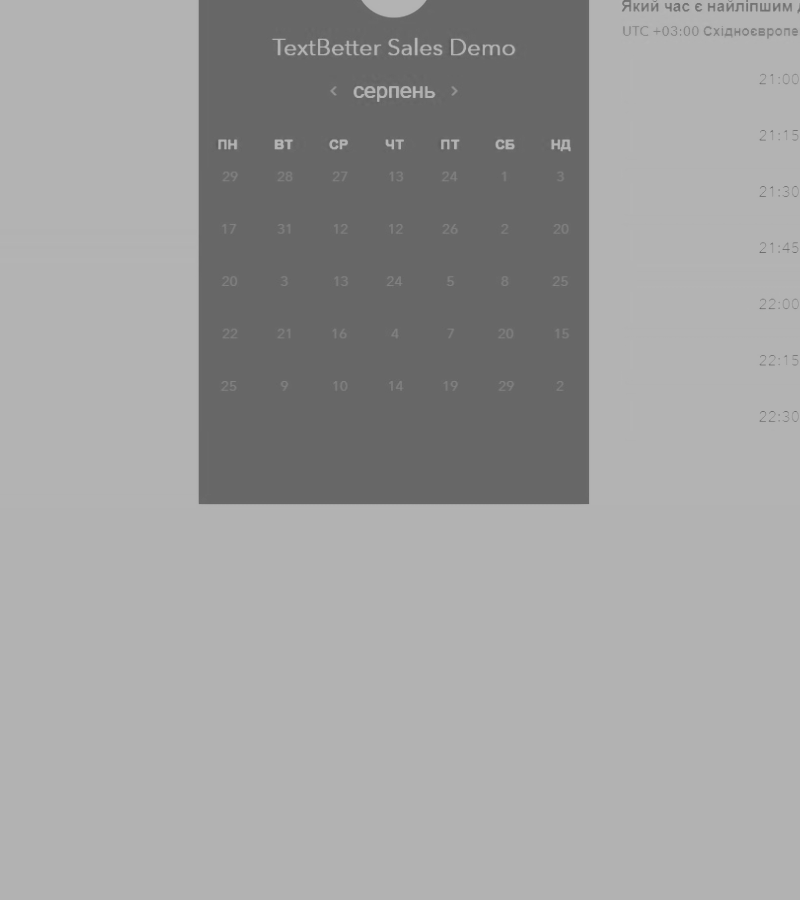 TextBetter Sales Demo
‹ серпень ›
ПН ВТ СР ЧТ ПТ СБ НД
29 28 27 13 24 1 3
17 31 12 12 26 2 20
20 3 13 24 5 8 25
22 21 16 4 7 20 15
25 9 10 14 19 29 2
Який час є найліпшим
UTC +03:00 Східноєвропе
21:00
21:15
21:30
21:45
22:00
22:15
22:30